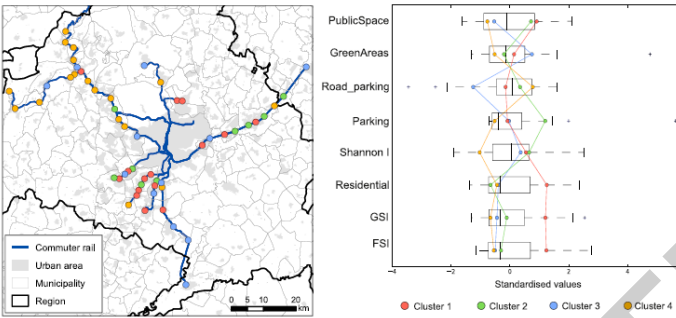 Commuter rail
Urban area
Municipality
Region
0 5 10 20
km
PublicSpace
GreenAreas
Road_parking
Parking
Shannon I
Residential
GSI
FSI
−4 −2 0 2 4
Standardised values
Cluster 1 Cluster 2 Cluster 3 Cluster 4